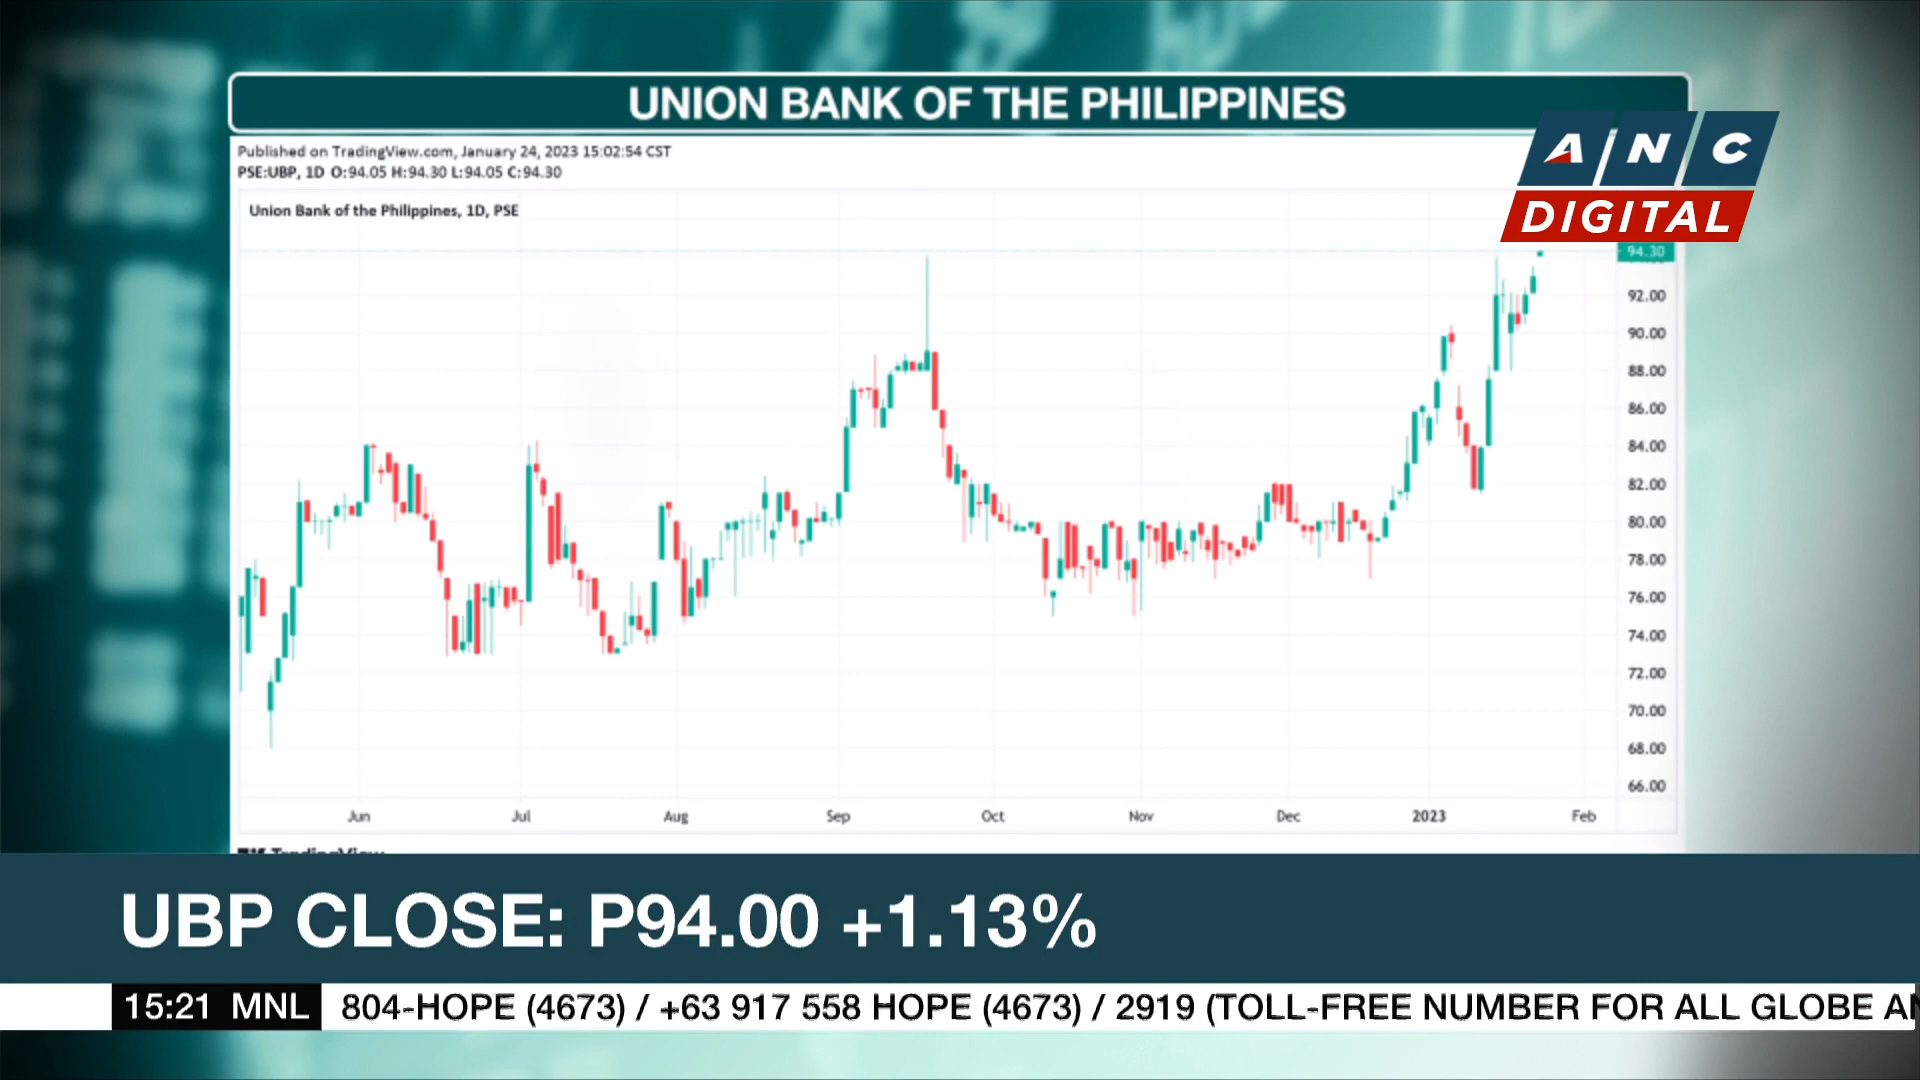 UNION BANK OF THE PHILIPPINES
ANC
DIGITAL
Published on TradingView.com, January 24, 2023 15:02:54 CST
PSE:UBP, 1D O:94.05 H:94.30 L:94.05 C:94.30
Union Bank of the Philippines, 1D, PSE
94.30
92.00
90.00
88.00
86.00
84.00
82.00
80.00
78.00
76.00
74.00
72.00
70.00
68.00
66.00
Jun Jul Aug Sep Oct Nov Dec 2023 Feb
TradingView
UBP CLOSE: P94.00 +1.13%
15:21 MNL 804-HOPE (4673) / +63 917 558 HOPE (4673) / 2919 (TOLL-FREE NUMBER FOR ALL GLOBE